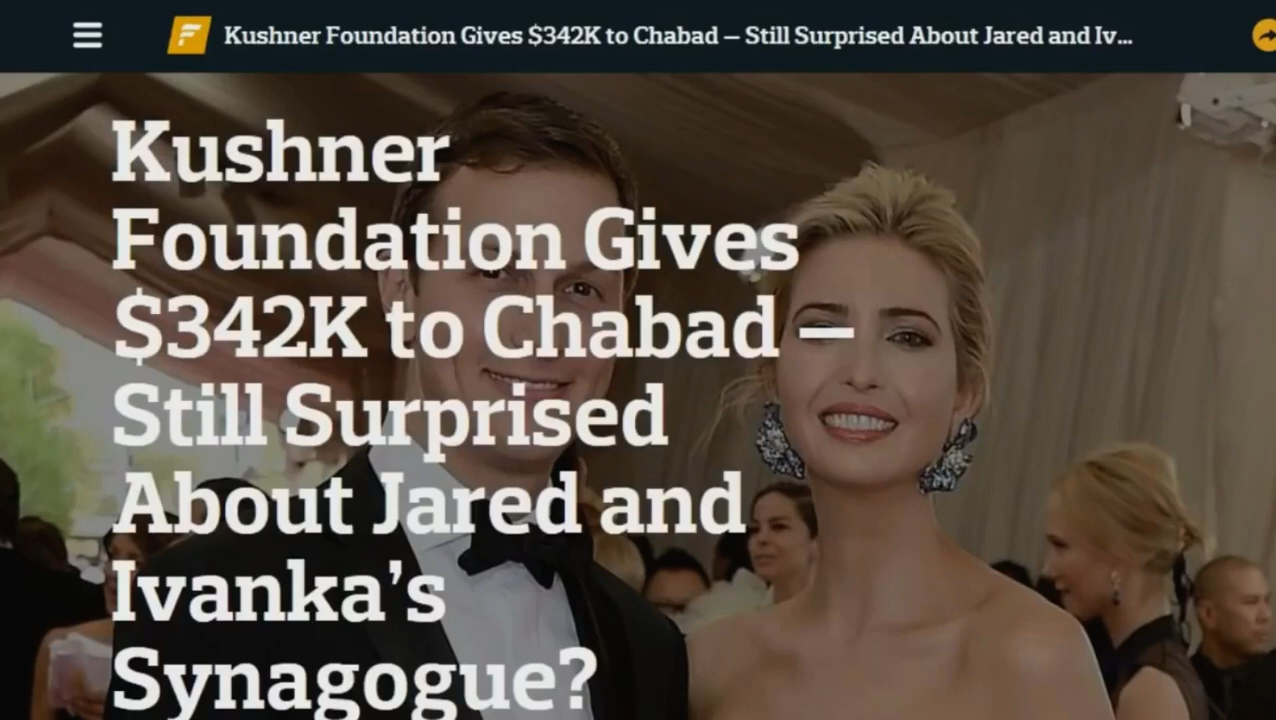 Kushner Foundation Gives $342K to Chabad — Still Surprised About Jared and Iv...
Kushner
Foundation Gives
$342K to Chabad —
Still Surprised
About Jared and
Ivanka’s
Synagogue?